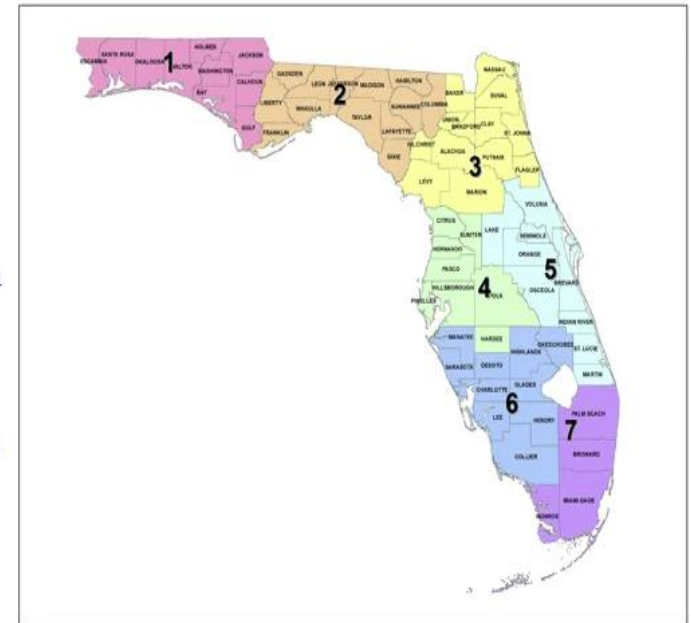 HOLMES
SANTA ROSA
JACKSON
ESCAMBIA
OKALOOSA
1
WALTON
WASHINGTON
CALHOUN
BAY
GULF
GADSDEN
LEON
JEFFERSON
MADISON
HAMILTON
2
LIBERTY
WAKULLA
SUWANNEE
COLUMBIA
TAYLOR
LAFAYETTE
FRANKLIN
DIXIE
NASSAU
BAKER
DUVAL
UNION
BRADFORD
CLAY
ST. JOHNS
GILCHRIST
ALACHUA
PUTNAM
3
FLAGLER
LEVY
MARION
VOLUSIA
CITRUS
SUMTER
LAKE
SEMINOLE
HERNANDO
ORANGE
PASCO
5
BREVARD
HILLSBOROUGH
4
POLK
OSCEOLA
PINELLAS
INDIAN RIVER
MANATEE
HARDEE
OKEECHOBEE
HIGHLANDS
ST. LUCIE
SARASOTA
DESOTO
MARTIN
CHARLOTTE
GLADES
6
LEE
HENDRY
PALM BEACH
7
COLLIER
BROWARD
MIAMI-DADE
MONROE